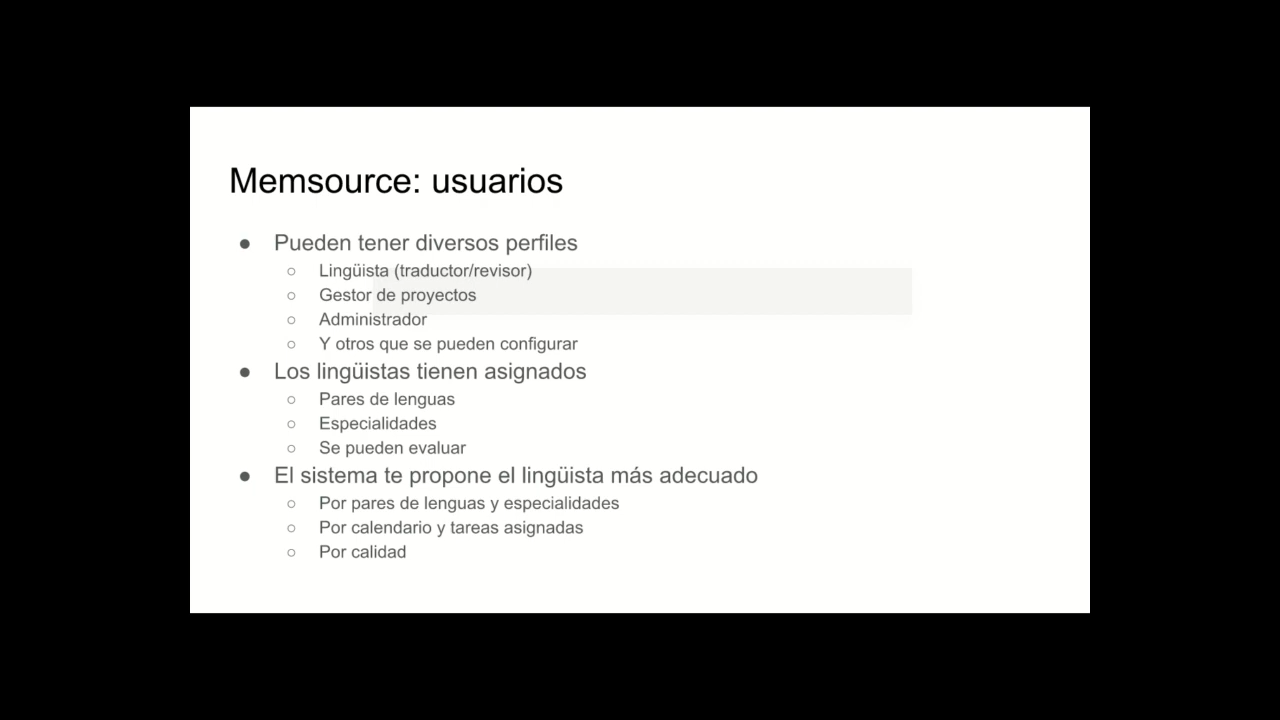 Memsource: usuarios
● Pueden tener diversos perfiles
○ Lingüista (traductor/revisor)
○ Gestor de proyectos
○ Administrador
○ Y otros que se pueden configurar
● Los lingüistas tienen asignados
○ Pares de lenguas
○ Especialidades
○ Se pueden evaluar
● El sistema te propone el lingüista más adecuado
○ Por pares de lenguas y especialidades
○ Por calendario y tareas asignadas
○ Por calidad